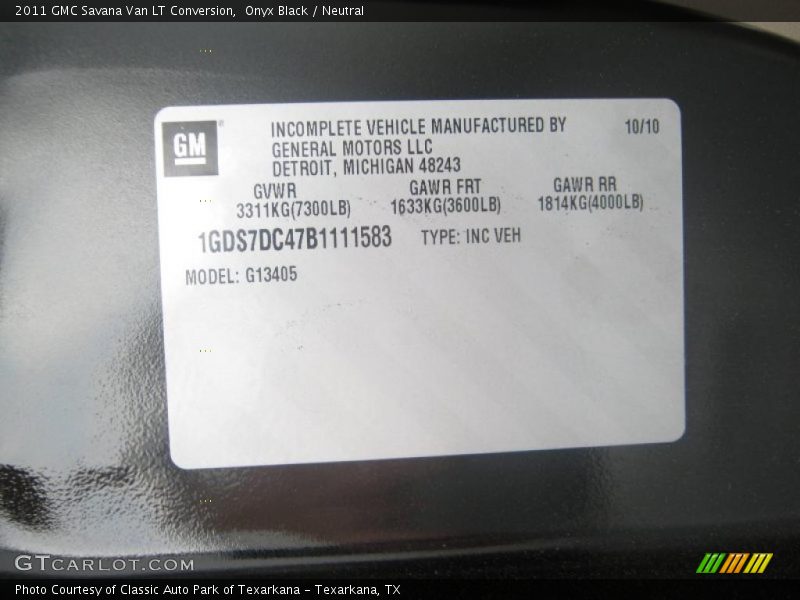 2011 GMC Savana Van LT Conversion,  Onyx Black / Neutral
GM
INCOMPLETE VEHICLE MANUFACTURED BY 10/10
GENERAL MOTORS LLC
DETROIT, MICHIGAN 48243
GVWR GAWR FRT GAWR RR
3311KG(7300LB) 1633KG(3600LB) 1814KG(4000LB)
1GDS7DC47B1111583 TYPE: INC VEH
MODEL: G13405
GTCARLOT.COM
Photo Courtesy of Classic Auto Park of Texarkana - Texarkana, TX